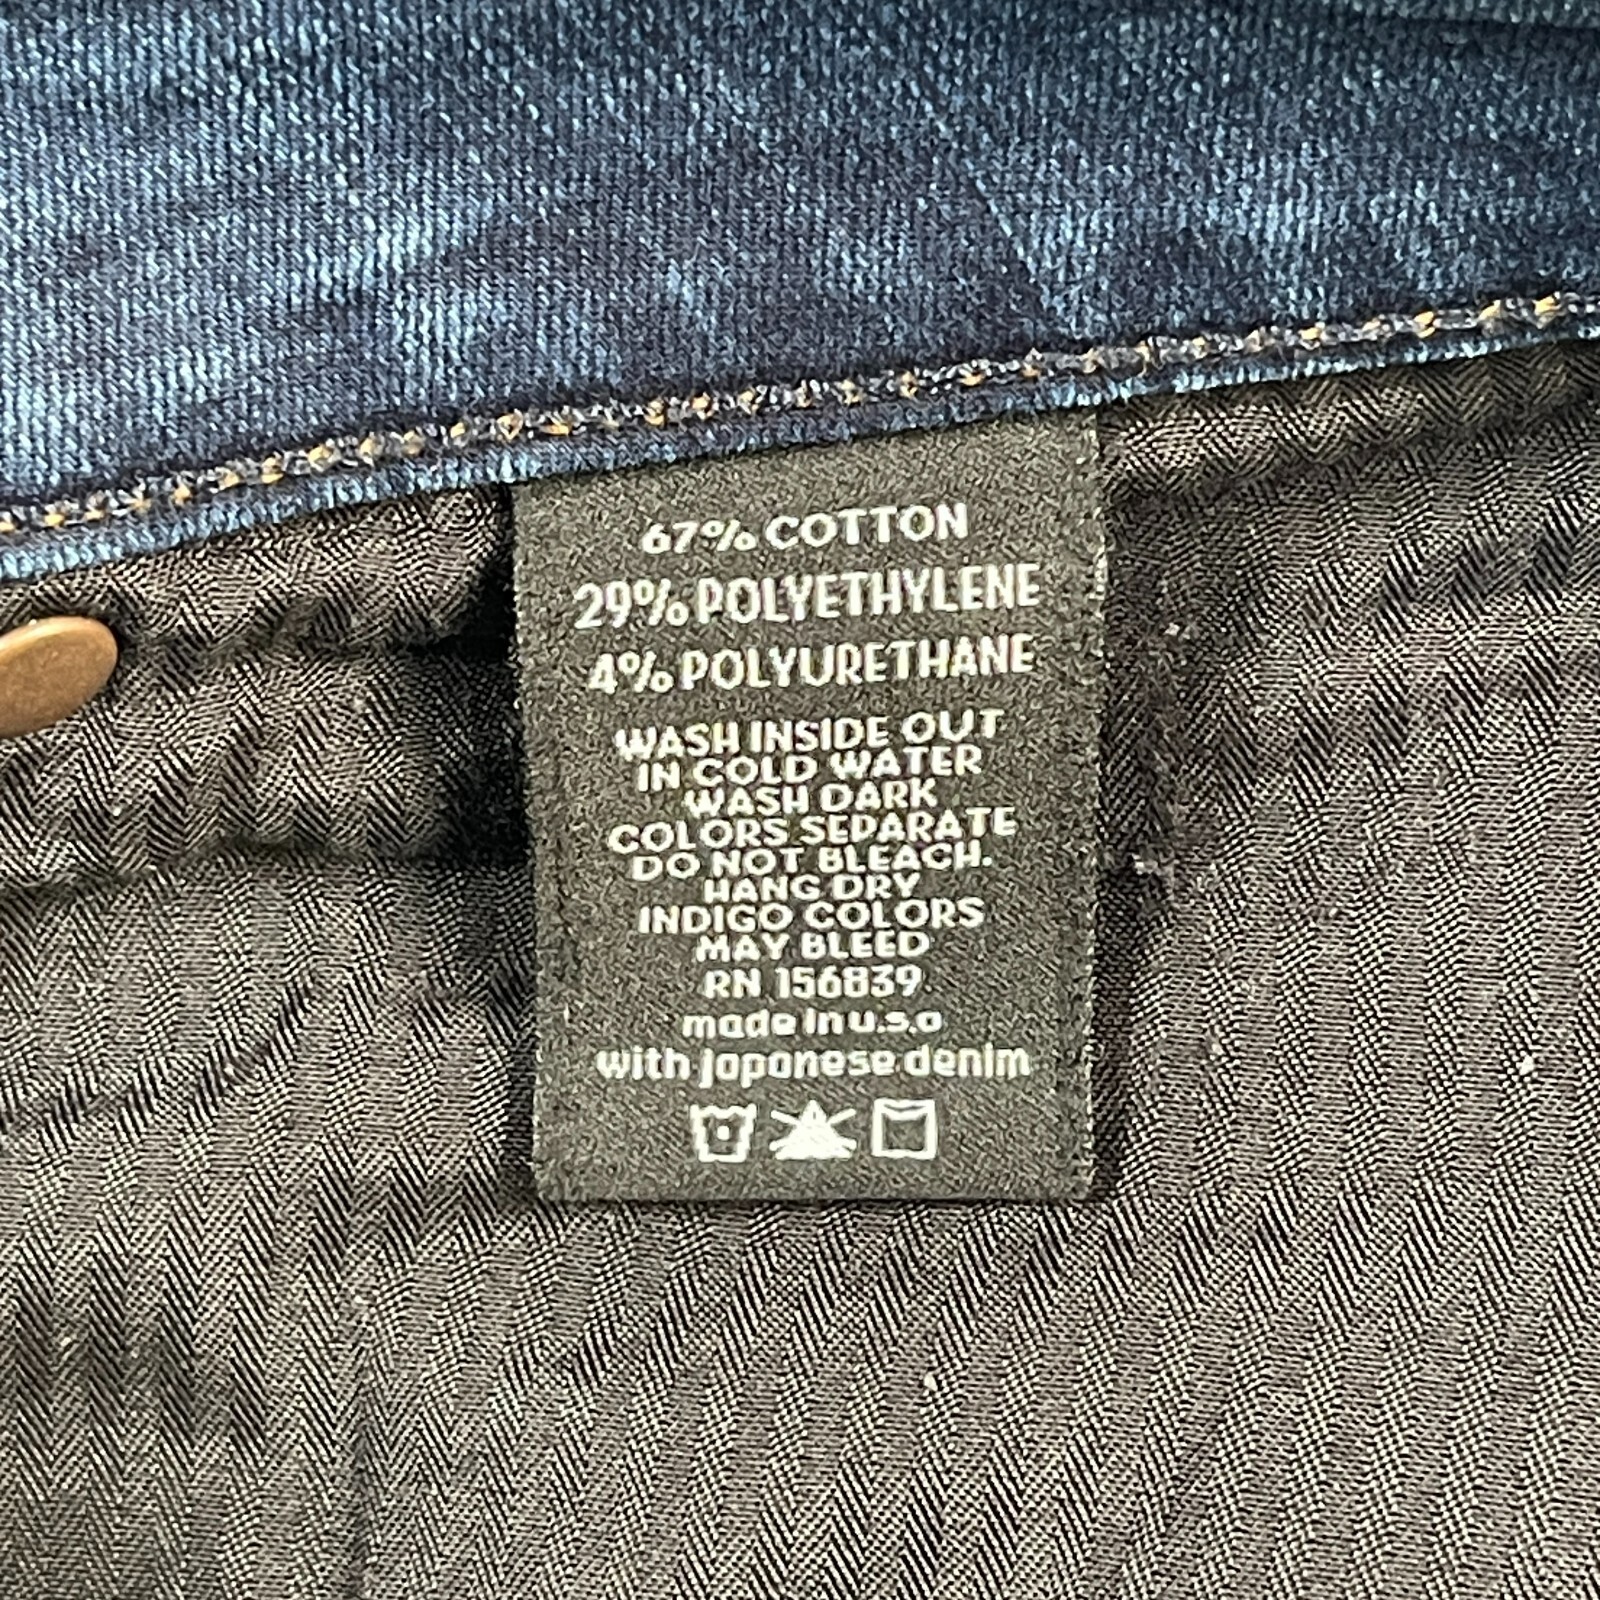 67% COTTON
29% POLYETHYLENE
4% POLYURETHANE
WASH INSIDE OUT
IN COLD WATER
WASH DARK
COLORS SEPARATE
DO NOT BLEACH.
HANG DRY
INDIGO COLORS
MAY BLEED
RN 156839
made in u.s.a
with japanese denim